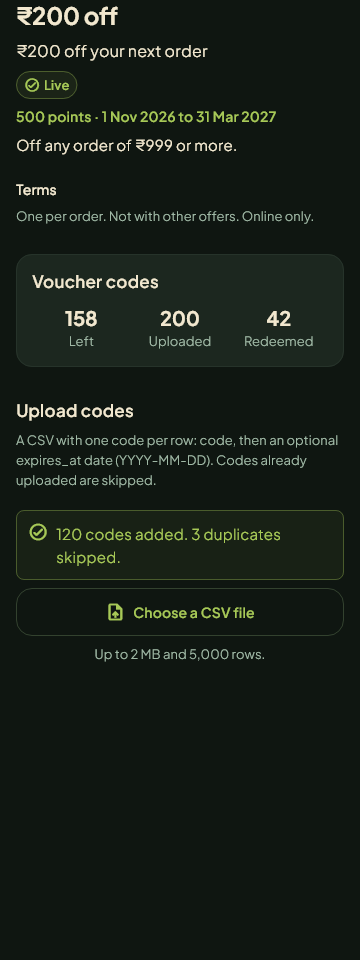 ₹200 off
₹200 off your next order
Live
500 points · 1 Nov 2026 to 31 Mar 2027
Off any order of ₹999 or more.
Terms
One per order. Not with other offers. Online only.
Voucher codes
158 200 42
Left Uploaded Redeemed
Upload codes
A CSV with one code per row: code, then an optional
expires_at date (YYYY-MM-DD). Codes already
uploaded are skipped.
120 codes added. 3 duplicates
skipped.
Choose a CSV file
Up to 2 MB and 5,000 rows.